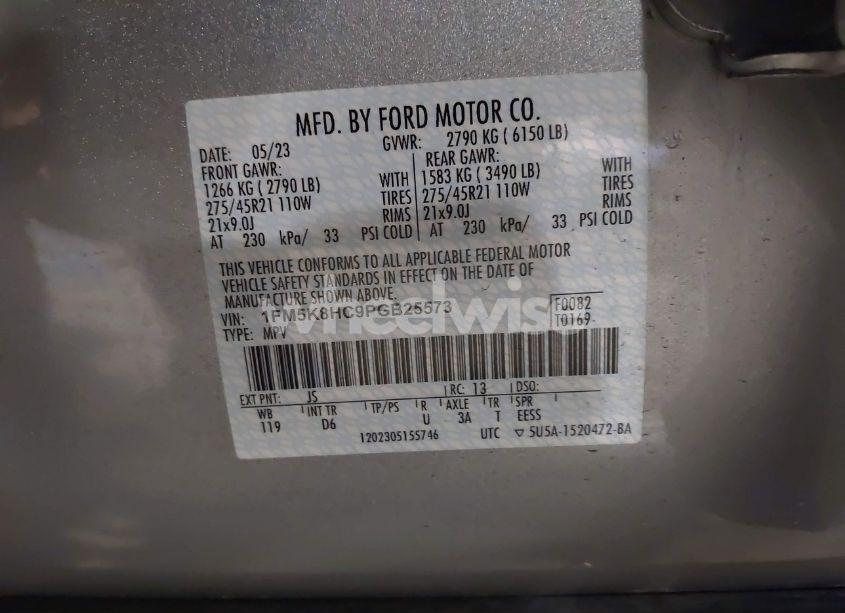 MFD. BY FORD MOTOR CO.
DATE: 05/23 GVWR: 2790 KG ( 6150 LB)
FRONT GAWR: REAR GAWR:
1266 KG ( 2790 LB) WITH 1583 KG ( 3490 LB) WITH
275/45R21 110W TIRES 275/45R21 110W TIRES
21x9.0J RIMS 21x9.0J RIMS
AT 230 kPa/ 33 PSI COLD AT 230 kPa/ 33 PSI COLD
THIS VEHICLE CONFORMS TO ALL APPLICABLE FEDERAL MOTOR
VEHICLE SAFETY STANDARDS IN EFFECT ON THE DATE OF
MANUFACTURE SHOWN ABOVE.
VIN: 1FM5K8HC9PGB25573 F0082
TYPE: MPV T0169
wheelwise
EXT PNT: JS RC: 13 DSO:
WB INT TR TP/PS R AXLE TR SPR
119 D6 U 3A T EESS
1202305155746 UTC ▽ 5U5A-1520472-BA